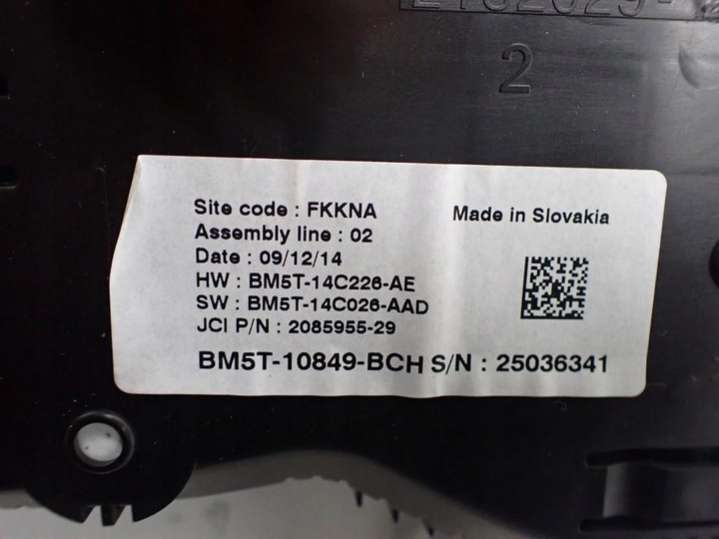 2
Site code : FKKNA
Made in Slovakia
Assembly line : 02
Date : 09/12/14
HW : BM5T-14C226-AE
SW : BM5T-14C026-AAD
JCI P/N : 2085955-29
BM5T-10849-BCH S/N : 25036341